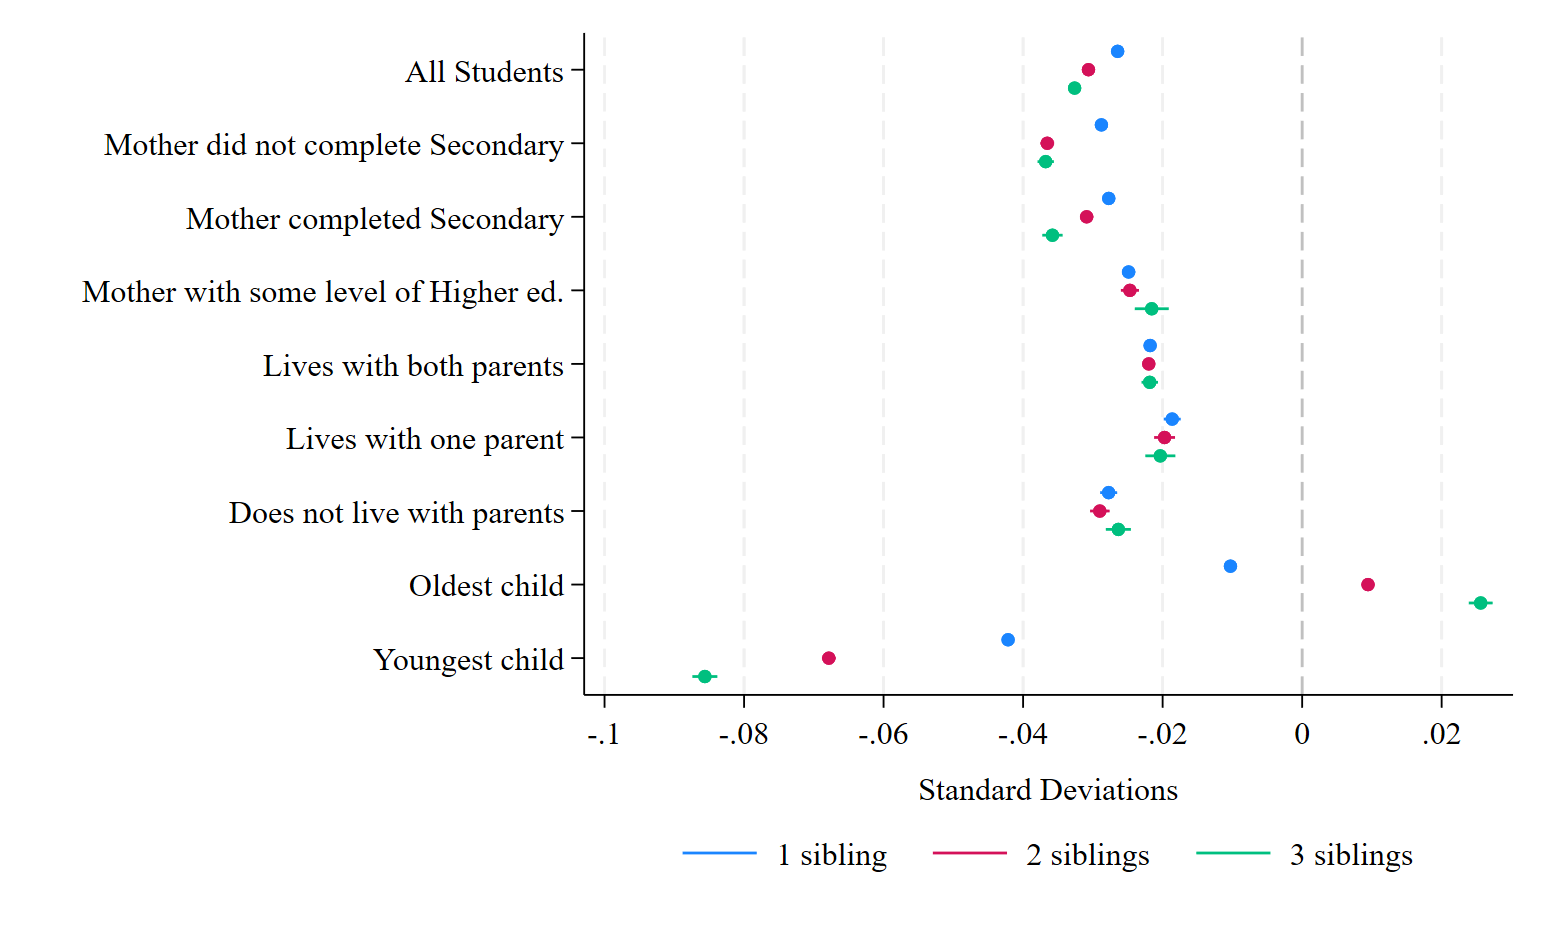 All Students
Mother did not complete Secondary
Mother completed Secondary
Mother with some level of Higher ed.
Lives with both parents
Lives with one parent
Does not live with parents
Oldest child
Youngest child
-.1 -.08 -.06 -.04 -.02 0 .02
Standard Deviations
1 sibling 2 siblings 3 siblings